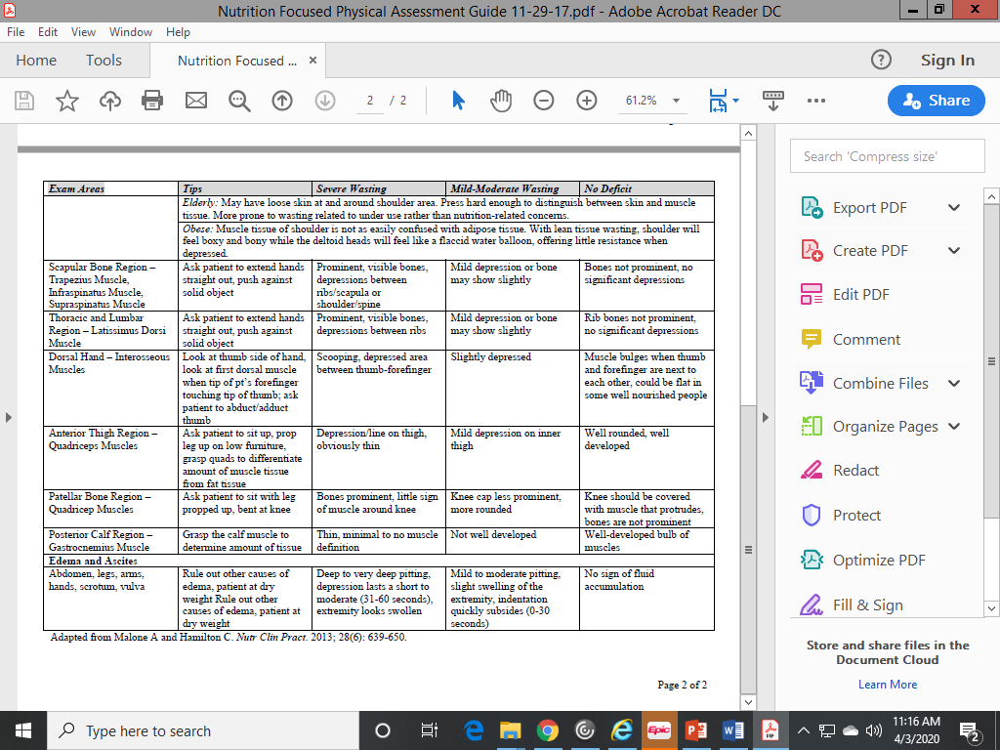 Nutrition Focused Physical Assessment Guide 11-29-17.pdf - Adobe Acrobat Reader DC
File Edit View Window Help
Home Tools Nutrition Focused ... × Sign In
2 / 2 61.2% Share
Search 'Compress size'
Exam Areas Tips Severe Wasting Mild-Moderate Wasting No Deficit
Elderly: May have loose skin at and around shoulder area. Press hard enough to distinguish between skin and muscle
tissue. More prone to wasting related to under use rather than nutrition-related concerns.
Obese: Muscle tissue of shoulder is not as easily confused with adipose tissue. With lean tissue wasting, shoulder will
feel boxy and bony while the deltoid heads will feel like a flaccid water balloon, offering little resistance when
depressed.
Scapular Bone Region –
Trapezius Muscle,
Infraspinatus Muscle,
Supraspinatus Muscle
Ask patient to extend hands
straight out, push against
solid object
Prominent, visible bones,
depressions between
ribs/scapula or
shoulder/spine
Mild depression or bone
may show slightly
Bones not prominent, no
significant depressions
Thoracic and Lumbar
Region – Latissimus Dorsi
Muscle
Ask patient to extend hands
straight out, push against
solid object
Prominent, visible bones,
depressions between ribs
Mild depression or bone
may show slightly
Rib bones not prominent,
no significant depressions
Dorsal Hand – Interosseous
Muscles
Look at thumb side of hand,
look at first dorsal muscle
when tip of pt's forefinger
touching tip of thumb; ask
patient to abduct/adduct
thumb
Scooping, depressed area
between thumb-forefinger
Slightly depressed
Muscle bulges when thumb
and forefinger are next to
each other, could be flat in
some well nourished people
Anterior Thigh Region –
Quadriceps Muscles
Ask patient to sit up, prop
leg up on low furniture,
grasp quads to differentiate
amount of muscle tissue
from fat tissue
Depression/line on thigh,
obviously thin
Mild depression on inner
thigh
Well rounded, well
developed
Patellar Bone Region –
Quadricep Muscles
Ask patient to sit with leg
propped up, bent at knee
Bones prominent, little sign
of muscle around knee
Knee cap less prominent,
more rounded
Knee should be covered
with muscle that protrudes,
bones are not prominent
Posterior Calf Region –
Gastrocnemius Muscle
Grasp the calf muscle to
determine amount of tissue
Thin, minimal to no muscle
definition
Not well developed
Well-developed bulb of
muscles
Edema and Ascites
Abdomen, legs, arms,
hands, scrotum, vulva
Rule out other causes of
edema, patient at dry
weight Rule out other
causes of edema, patient at
dry weight
Deep to very deep pitting,
depression lasts a short to
moderate (31-60 seconds),
extremity looks swollen
Mild to moderate pitting,
slight swelling of the
extremity, indentation
quickly subsides (0-30
seconds)
No sign of fluid
accumulation
Adapted from Malone A and Hamilton C. Nutr Clin Pract. 2013; 28(6): 639-650.
Page 2 of 2
Export PDF
Create PDF
Edit PDF
Comment
Combine Files
Organize Pages
Redact
Protect
Optimize PDF
Fill & Sign
Store and share files in the
Document Cloud
Learn More
Type here to search
Epic
11:16 AM
4/3/2020
2